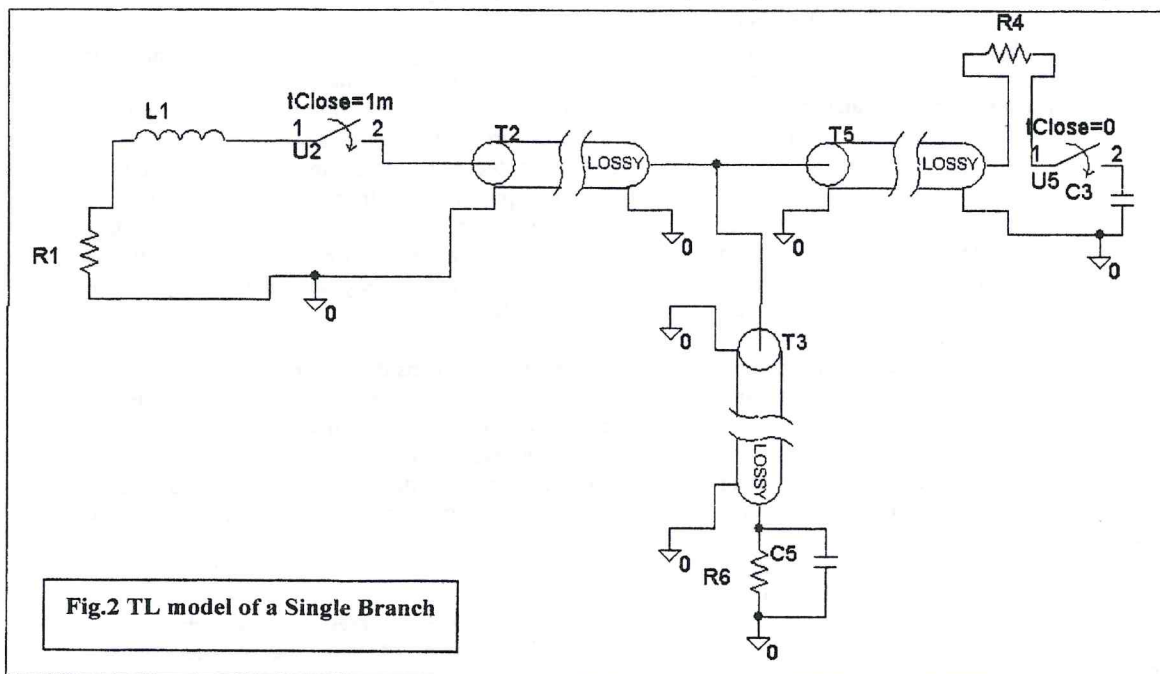 R4
L1
tClose=1m
1
2
U2
T2
LOSSY
T5
LOSSY
tClose=0
1
2
U5
C3
0
0
0
R1
0
0
T3
LOSSY
0
C5
R6
0
Fig.2 TL model of a Single Branch